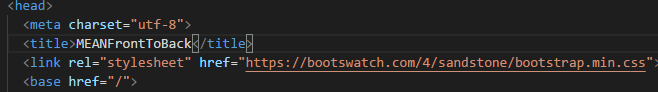 <head>
<meta charset="utf-8">
<title>MEANFrontToBack</title>
<link rel="stylesheet" href="https://bootswatch.com/4/sandstone/bootstrap.min.css">
<base href="/">